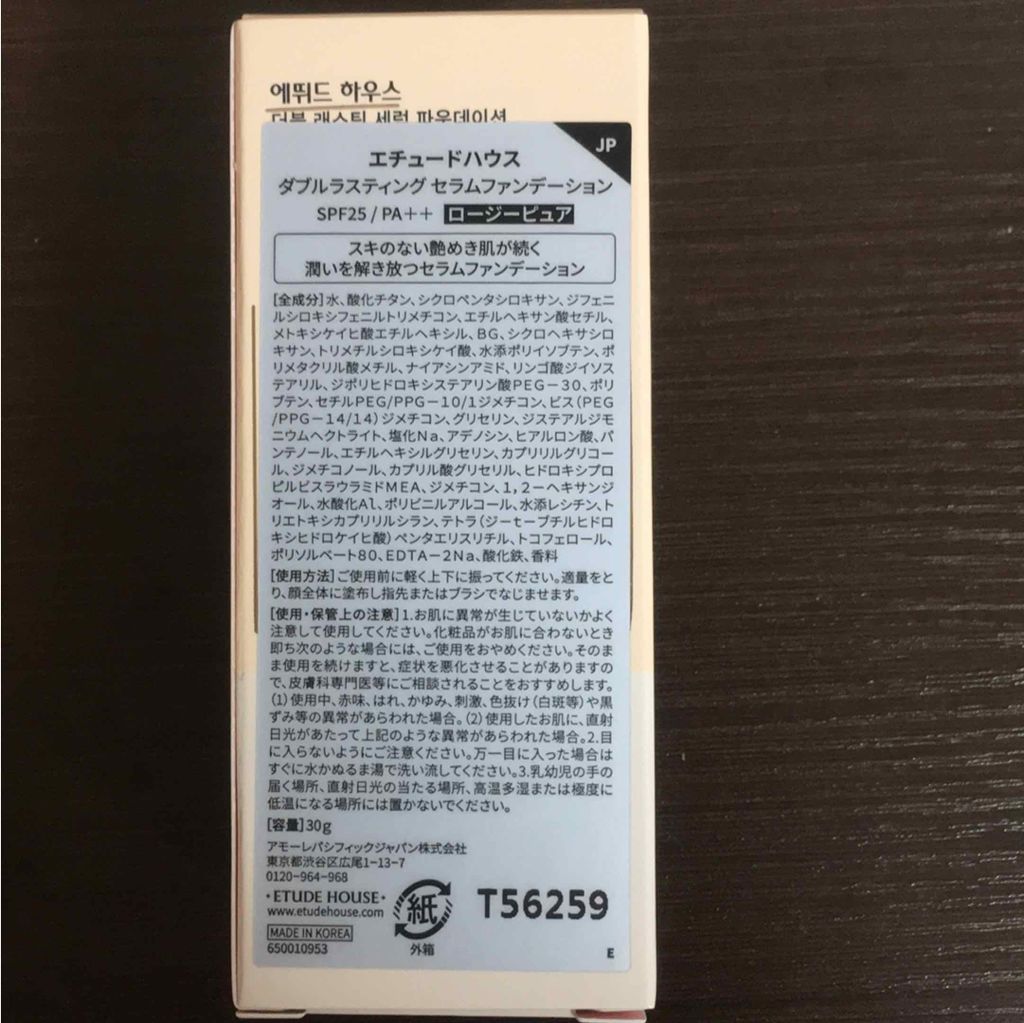 에뛰드 하우스
더블 래스팅 세럼 파운데이션
JP
エチュードハウス
ダブルラスティング セラムファンデーション
SPF25 / PA++ ロージーピュア
スキのない艶めき肌が続く
潤いを解き放つセラムファンデーション
[全成分]水、酸化チタン、シクロペンタシロキサン、ジフェニ
ルシロキシフェニルトリメチコン、エチルヘキサン酸セチル、
メトキシケイヒ酸エチルヘキシル、BG、シクロヘキサシロ
キサン、トリメチルシロキシケイ酸、水添ポリイソブテン、ポ
リメタクリル酸メチル、ナイアシンアミド、リンゴ酸ジイソス
テアリル、ジポリヒドロキシステアリン酸PEG－30、ポリ
ブテン、セチルPEG/PPG－10/1ジメチコン、ビス(PEG
/PPG－14/14)ジメチコン、グリセリン、ジステアルジモ
ニウムヘクトライト、塩化Na、アデノシン、ヒアルロン酸、パ
ンテノール、エチルヘキシルグリセリン、カプリリルグリコー
ル、ジメチコノール、カプリル酸グリセリル、ヒドロキシプロ
ピルビスラウラミドMEA、ジメチコン、1，2－ヘキサンジ
オール、水酸化Al、ポリビニルアルコール、水添レシチン、ト
リエトキシカプリリルシラン、テトラ(ジーtーブチルヒドロ
キシヒドロケイヒ酸)ペンタエリスリチル、トコフェロール、
ポリソルベート80、EDTA－2Na、酸化鉄、香料
[使用方法]ご使用前に軽く上下に振ってください。適量をと
り、顔全体に塗布し指先またはブラシでなじませます。
[使用・保管上の注意]1.お肌に異常が生じていないかよく
注意して使用してください。化粧品がお肌に合わないとき
即ち次のような場合には、ご使用をおやめください。そのま
ま使用を続けますと、症状を悪化させることがありますの
で、皮膚科専門医等にご相談されることをおすすめします。
(1)使用中、赤味、はれ、かゆみ、刺激、色抜け(白斑等)や黒
ずみ等の異常があらわれた場合。(2)使用したお肌に、直射
日光があたって上記のような異常があらわれた場合。2.目
に入らないようにご注意ください。万一目に入った場合は
すぐに水かぬるま湯で洗い流してください。3.乳幼児の手の
届く場所、直射日光の当たる場所、高温多湿または極度に
低温になる場所には置かないでください。
[容量]30g
アモーレパシフィックジャパン株式会社
東京都渋谷区広尾1-13-7
0120-964-968
・ETUDE HOUSE・
www.etudehouse.com
MADE IN KOREA
650010953
紙
外箱
T56259
E